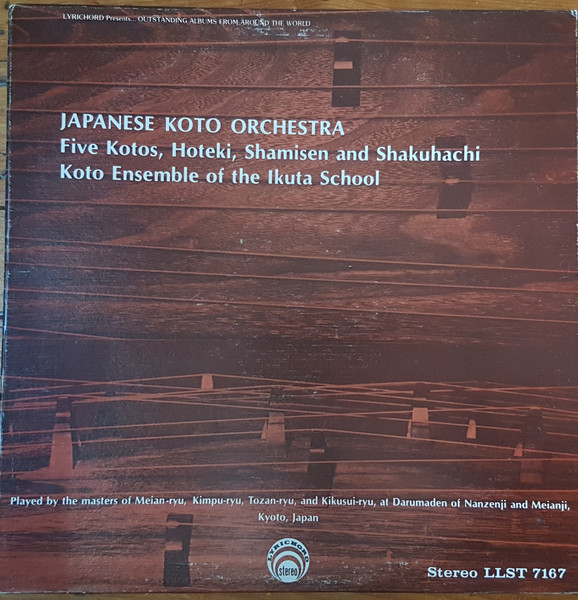 LYRICHORD Presents... OUTSTANDING ALBUMS FROM AROUND THE WORLD
JAPANESE KOTO ORCHESTRA
Five Kotos, Hoteki, Shamisen and Shakuhachi
Koto Ensemble of the Ikuta School
Played by the masters of Meian-ryu, Kimpu-ryu, Tozan-ryu, and Kikusui-ryu, at Darumaden of Nanzenji and Meianji,
Kyoto, Japan
LYRICHORD
stereo
Stereo LLST 7167